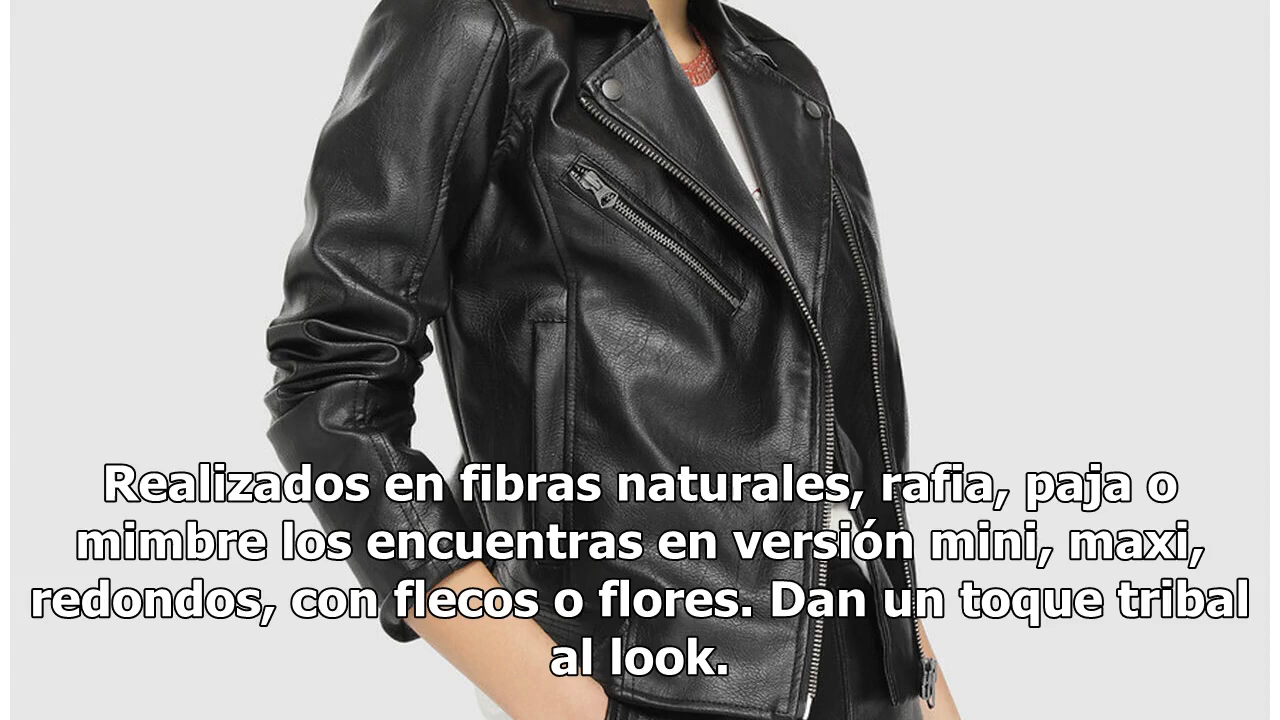 Realizados en fibras naturales, rafia, paja o
mimbre los encuentras en versión mini, maxi,
redondos, con flecos o flores. Dan un toque tribal
al look.